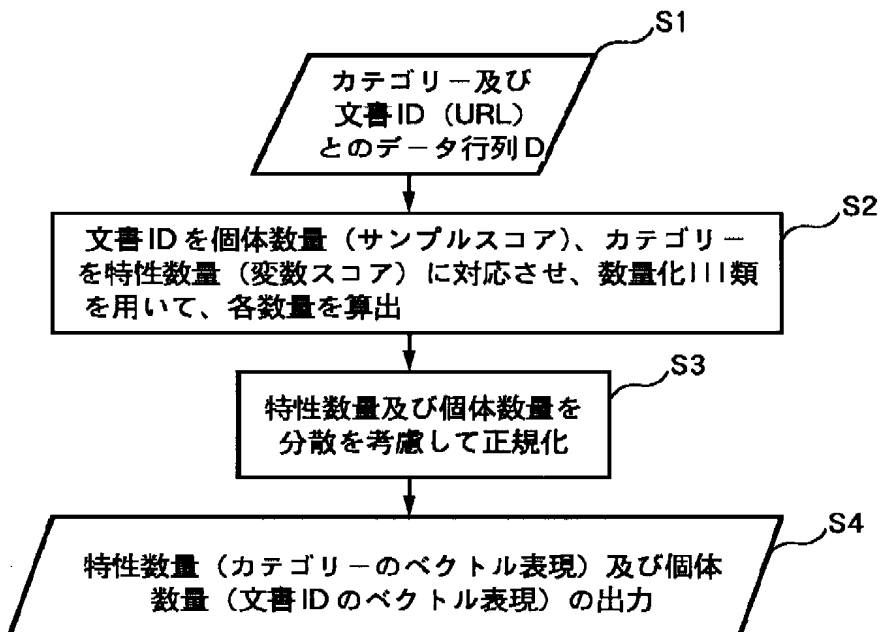 S1
カテゴリー及び
文書ID（URL）
とのデータ行列D
S2
文書IDを個体数量（サンプルスコア）、カテゴリー
を特性数量（変数スコア）に対応させ、数量化III類
を用いて、各数量を算出
S3
特性数量及び個体数量を
分散を考慮して正規化
S4
特性数量（カテゴリーのベクトル表現）及び個体
数量（文書IDのベクトル表現）の出力